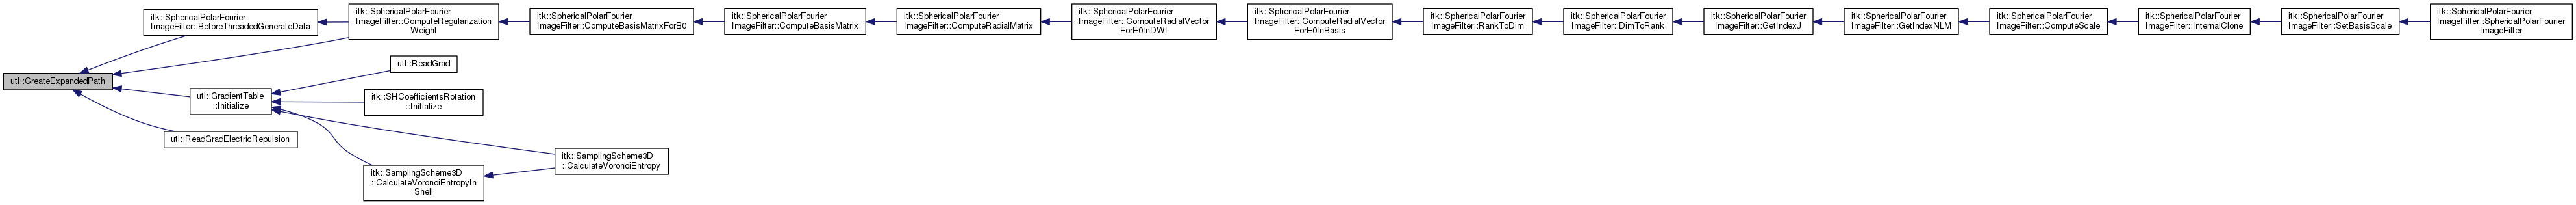 itk::SphericalPolarFourier
ImageFilter::BeforeThreadedGenerateData
itk::SphericalPolarFourier
ImageFilter::ComputeRegularization
Weight
itk::SphericalPolarFourier
ImageFilter::ComputeBasisMatrixForB0
itk::SphericalPolarFourier
ImageFilter::ComputeBasisMatrix
itk::SphericalPolarFourier
ImageFilter::ComputeRadialMatrix
itk::SphericalPolarFourier
ImageFilter::ComputeRadialVector
ForE0InDWI
itk::SphericalPolarFourier
ImageFilter::ComputeRadialVector
ForE0InBasis
itk::SphericalPolarFourier
ImageFilter::RankToDim
itk::SphericalPolarFourier
ImageFilter::DimToRank
itk::SphericalPolarFourier
ImageFilter::GetIndexJ
itk::SphericalPolarFourier
ImageFilter::GetIndexNLM
itk::SphericalPolarFourier
ImageFilter::ComputeScale
itk::SphericalPolarFourier
ImageFilter::InternalClone
itk::SphericalPolarFourier
ImageFilter::SetBasisScale
itk::SphericalPolarFourier
ImageFilter::SphericalPolarFourier
ImageFilter
utl::CreateExpandedPath
utl::ReadGrad
utl::GradientTable
::Initialize
itk::SHCoefficientsRotation
::Initialize
utl::ReadGradElectricRepulsion
itk::SamplingScheme3D
::CalculateVoronoiEntropy
itk::SamplingScheme3D
::CalculateVoronoiEntropyIn
Shell